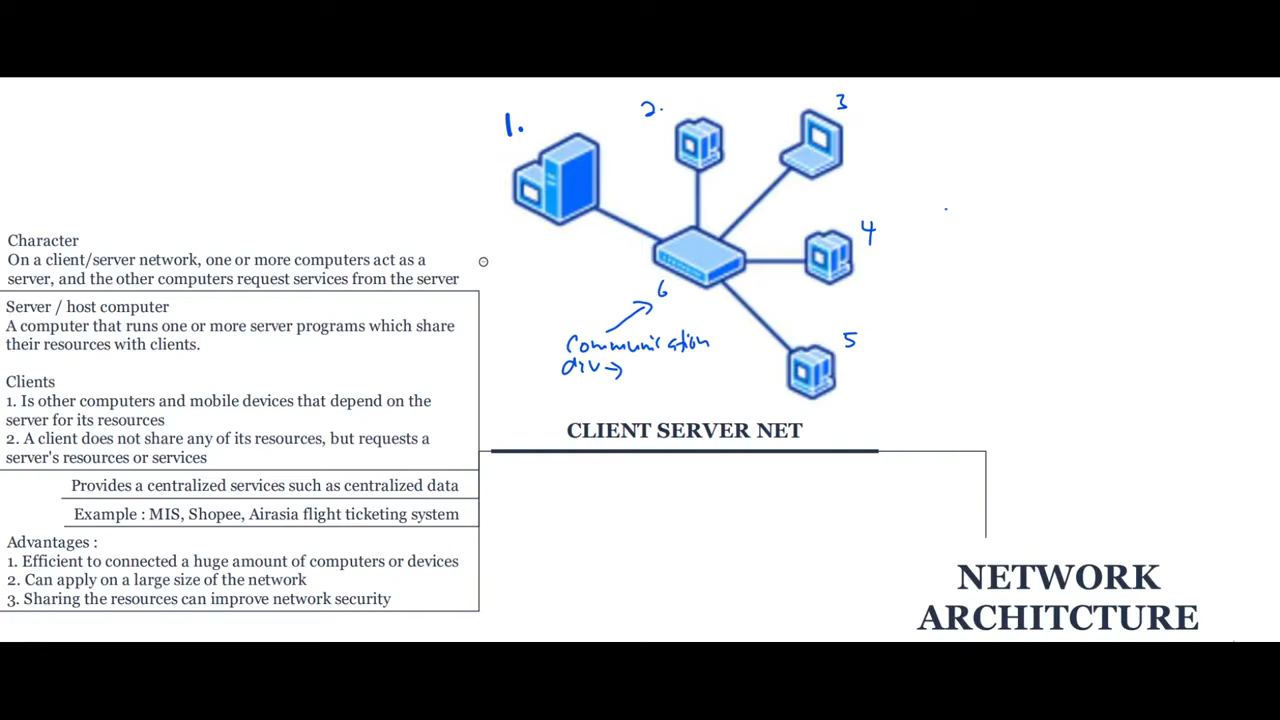 1.
2.
3
4
5
6
Communication
Character
On a client/server network, one or more computers act as a
server, and the other computers request services from the server
Server / host computer
A computer that runs one or more server programs which share
their resources with clients.
Clients
1. Is other computers and mobile devices that depend on the
server for its resources
2. A client does not share any of its resources, but requests a
server's resources or services
Provides a centralized services such as centralized data
Example : MIS, Shopee, Airasia flight ticketing system
Advantages :
1. Efficient to connected a huge amount of computers or devices
2. Can apply on a large size of the network
3. Sharing the resources can improve network security
CLIENT SERVER NET
NETWORK
ARCHITCTURE